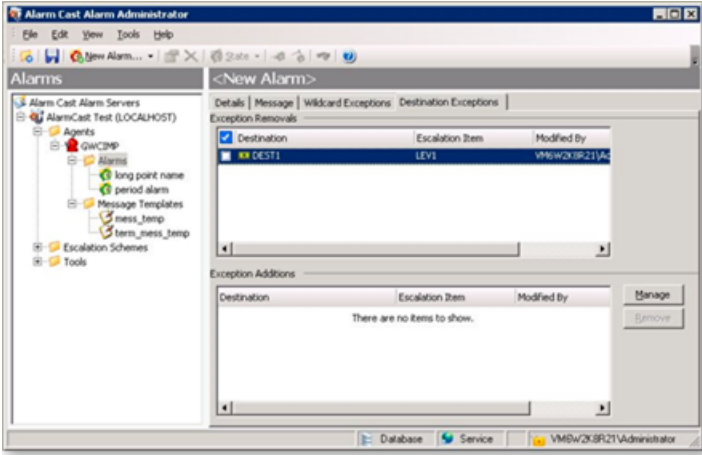 Alarm Cast Alarm Administrator
File Edit View Tools Help
New Alarm... State
Alarms
<New Alarm>
Alarm Cast Alarm Servers
AlarmCast Test (LOCALHOST)
Agents
GWCIMP
Alarms
long point name
period alarm
Message Templates
mess_temp
term_mess_temp
Escalation Schemes
Tools
Details Message Wildcard Exceptions Destination Exceptions
Exception Removals
Destination Escalation Item Modified By
DEST1 LEV1 VM6W2K8R21\Ad
Exception Additions
Destination Escalation Item Modified By
There are no items to show.
Manage
Remove
Database Service VM6W2K8R21\Administrator